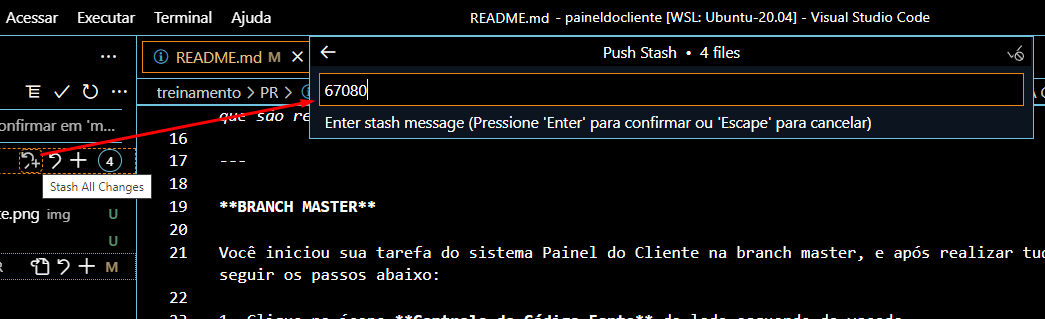 Acessar Executar Terminal Ajuda
README.md - paineldocliente [WSL: Ubuntu-20.04] - Visual Studio Code
README.md M
Push Stash • 4 files
67080
Enter stash message (Pressione 'Enter' para confirmar ou 'Escape' para cancelar)
treinamento > PR >
onfirmar em 'm...
4
Stash All Changes
te.png img U
U
M
que são re
16
17 ---
18
19 **BRANCH MASTER**
20
21 Você iniciou sua tarefa do sistema Painel do Cliente na branch master, e após realizar tud
seguir os passos abaixo:
22